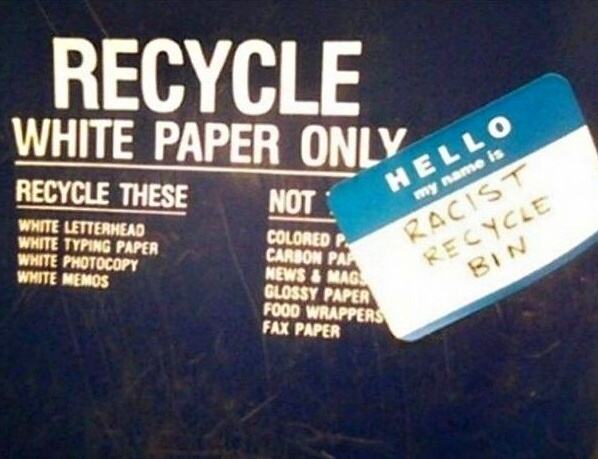 RECYCLE
WHITE PAPER ONLY
RECYCLE THESE
WHITE LETTERHEAD
WHITE TYPING PAPER
WHITE PHOTOCOPY
WHITE MEMOS
NOT
COLORED
CARBON
NEWS & MAGS
GLOSSY PAPER
FOOD WRAPPERS
FAX PAPER
HELLO
my name is
RACIST
RECYCLE
BIN